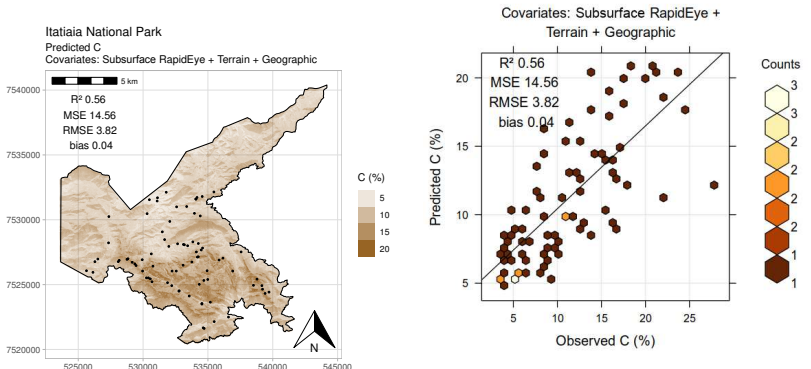 Itatiaia National Park
Predicted C
Covariates: Subsurface RapidEye + Terrain + Geographic
5 km
R² 0.56
MSE 14.56
RMSE 3.82
bias 0.04
7540000
7535000
7530000
7525000
7520000
525000 530000 535000 540000 545000
N
C (%)
5
10
15
20
Covariates: Subsurface RapidEye +
Terrain + Geographic
R² 0.56
MSE 14.56
RMSE 3.82
bias 0.04
20
15
10
5
Predicted C (%)
5 10 15 20 25
Observed C (%)
Counts
3
3
2
2
2
2
1
1